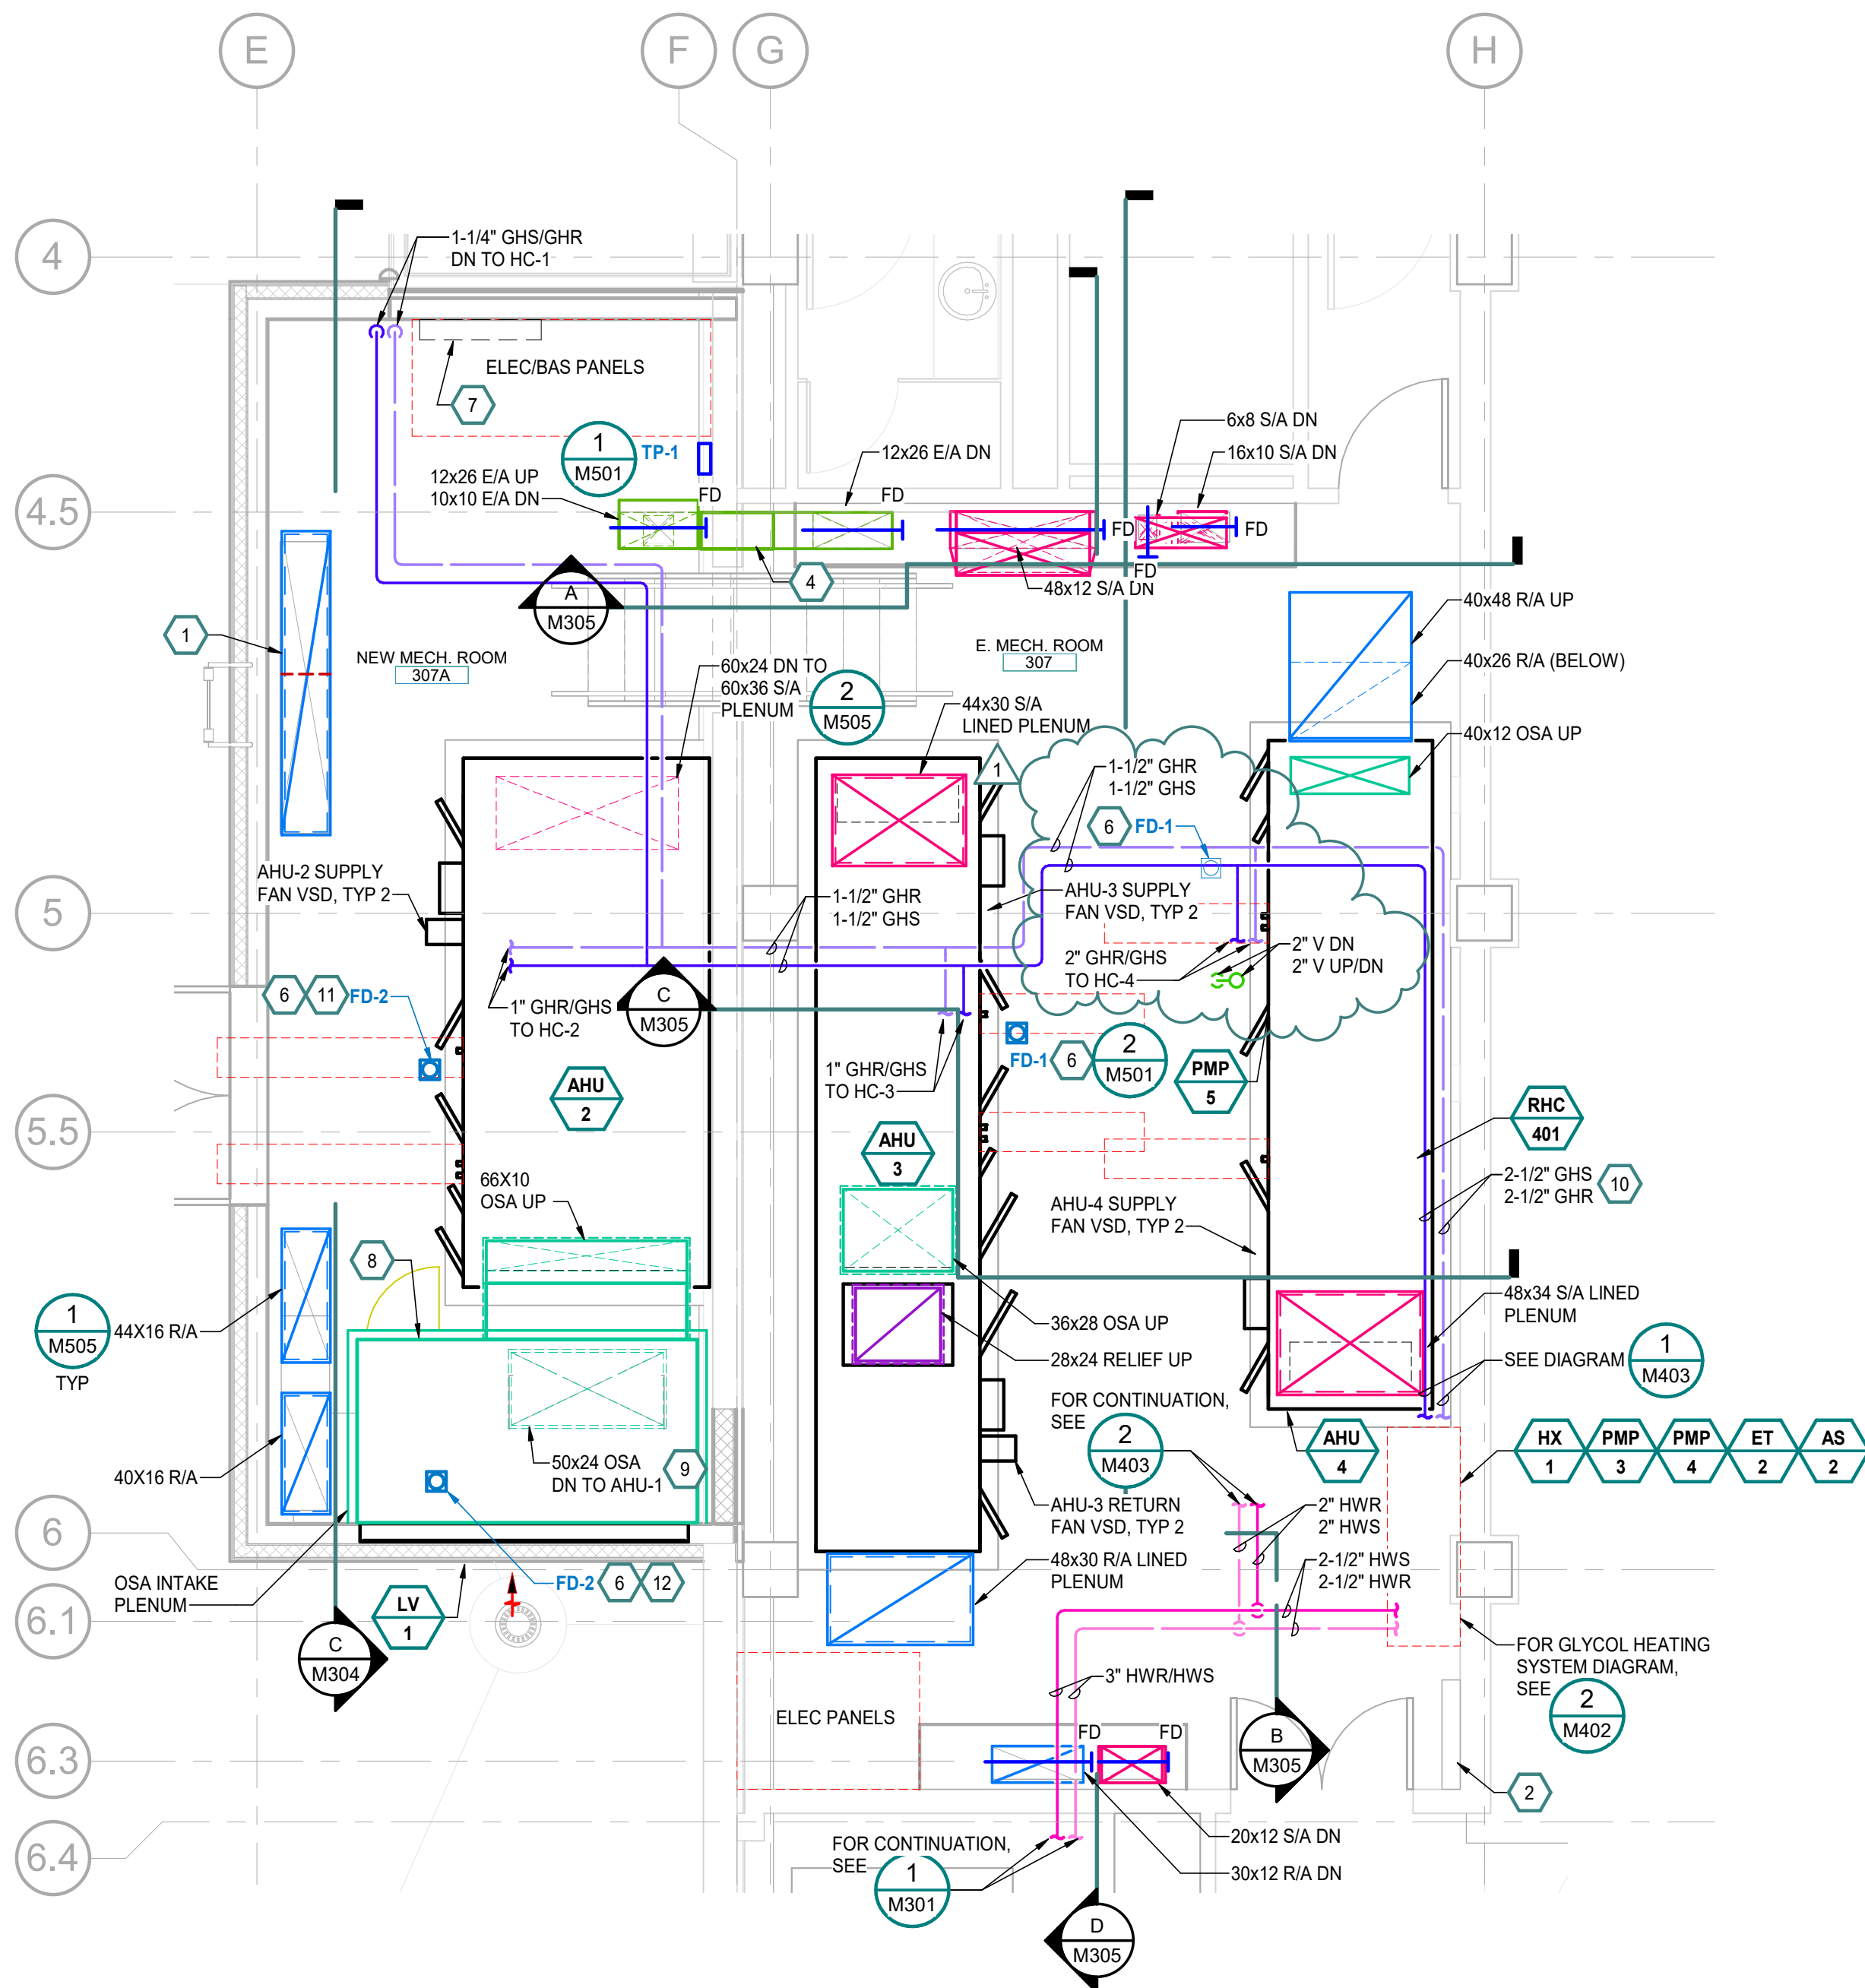 E
F
G
H
4
4.5
5
5.5
6
6.1
6.3
6.4
1-1/4" GHS/GHR
DN TO HC-1
ELEC/BAS PANELS
7
1
M501
TP-1
12x26 E/A UP
10x10 E/A DN
FD
12x26 E/A DN
FD
6x8 S/A DN
16x10 S/A DN
FD
FD
FD
48x12 S/A DN
4
A
M305
1
NEW MECH. ROOM
307A
E. MECH. ROOM
307
40x48 R/A UP
40x26 R/A (BELOW)
40x12 OSA UP
60x24 DN TO
60x36 S/A
PLENUM
2
M505
44x30 S/A
LINED PLENUM
1
1-1/2" GHR
1-1/2" GHS
6
FD-1
AHU-2 SUPPLY
FAN VSD, TYP 2
1-1/2" GHR
1-1/2" GHS
AHU-3 SUPPLY
FAN VSD, TYP 2
2" GHR/GHS
TO HC-4
2" V DN
2" V UP/DN
6
11
FD-2
1" GHR/GHS
TO HC-2
C
M305
1" GHR/GHS
TO HC-3
FD-1
6
2
M501
PMP
5
AHU
2
AHU
3
RHC
401
2-1/2" GHS
2-1/2" GHR
10
66X10
OSA UP
AHU-4 SUPPLY
FAN VSD, TYP 2
8
1
M505
TYP
44X16 R/A
36x28 OSA UP
28x24 RELIEF UP
48x34 S/A LINED
PLENUM
SEE DIAGRAM
1
M403
FOR CONTINUATION,
SEE
2
M403
AHU
4
HX
1
PMP
3
PMP
4
ET
2
AS
2
40X16 R/A
50x24 OSA
DN TO AHU-1
9
AHU-3 RETURN
FAN VSD, TYP 2
2" HWR
2" HWS
48x30 R/A LINED
PLENUM
2-1/2" HWS
2-1/2" HWR
OSA INTAKE
PLENUM
LV
1
FD-2
6
12
C
M304
FOR GLYCOL HEATING
SYSTEM DIAGRAM,
SEE
2
M402
3" HWR/HWS
ELEC PANELS
FD
FD
B
M305
2
20x12 S/A DN
30x12 R/A DN
FOR CONTINUATION,
SEE
1
M301
D
M305